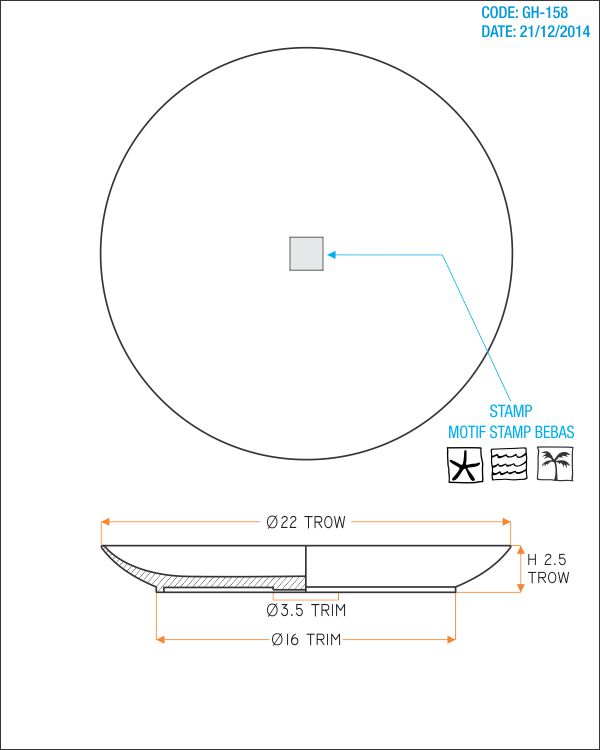 CODE: GH-158
DATE: 21/12/2014
STAMP
MOTIF STAMP BEBAS
Ø22 TROW
H 2.5
TROW
Ø3.5 TRIM
Ø16 TRIM